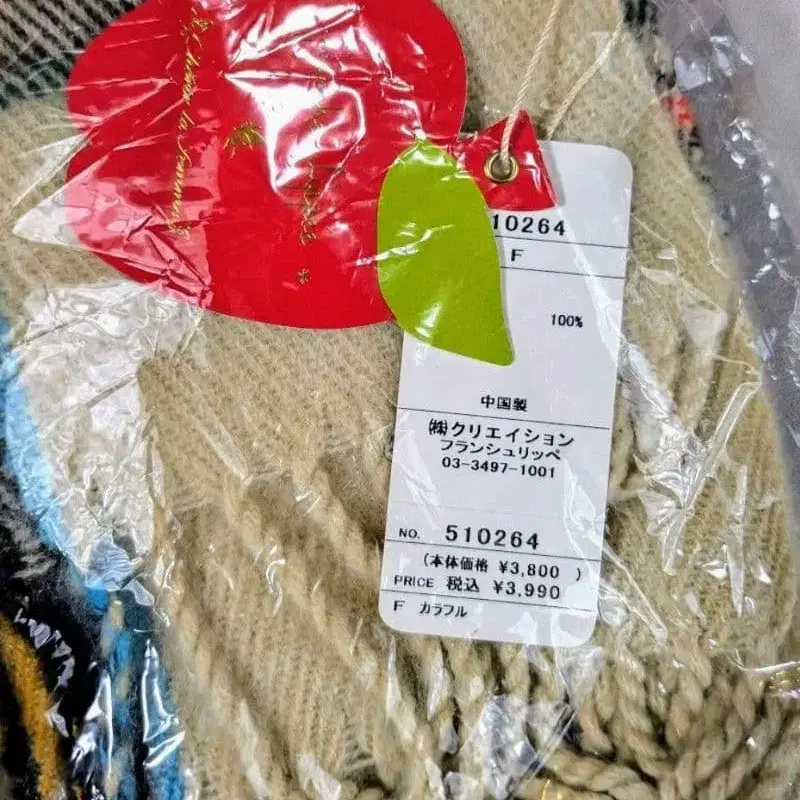 10264
F
100%
中国製
㈱クリエイション
フランシュリッペ
03-3497-1001
NO. 510264
(本体価格 ¥3,800 )
PRICE 税込 ¥3,990
F カラフル